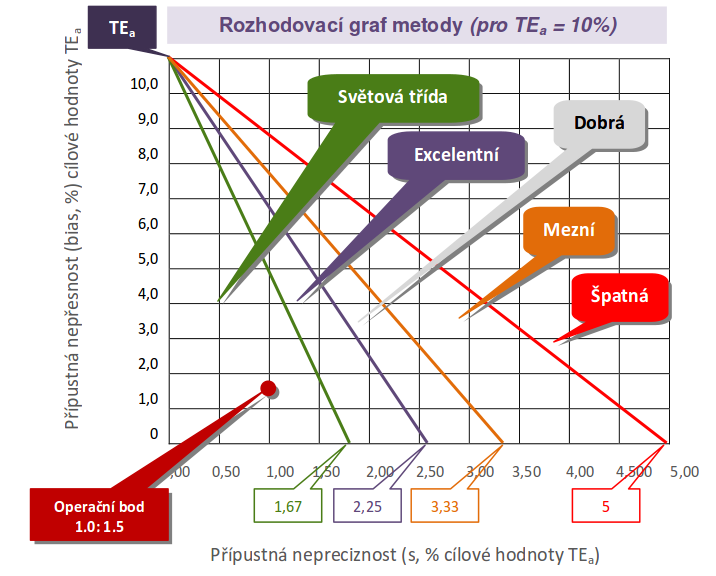 TEa
Rozhodovací graf metody (pro TEa = 10%)
Přípustná nepřesnost (bias, %) cílové hodnoty TEa
10,0
9,0
8,0
7,0
6,0
5,0
4,0
3,0
2,0
1,0
0
Světová třída
Excelentní
Dobrá
Mezní
Špatná
,00 0,50 1,00 1,50 2,00 2,50 3,00 3,50 4,00 4.500 5,00
Operační bod
1.0: 1.5
1,67 2,25 3,33 5
Přípustná nepreciznost (s, % cílové hodnoty TEa)